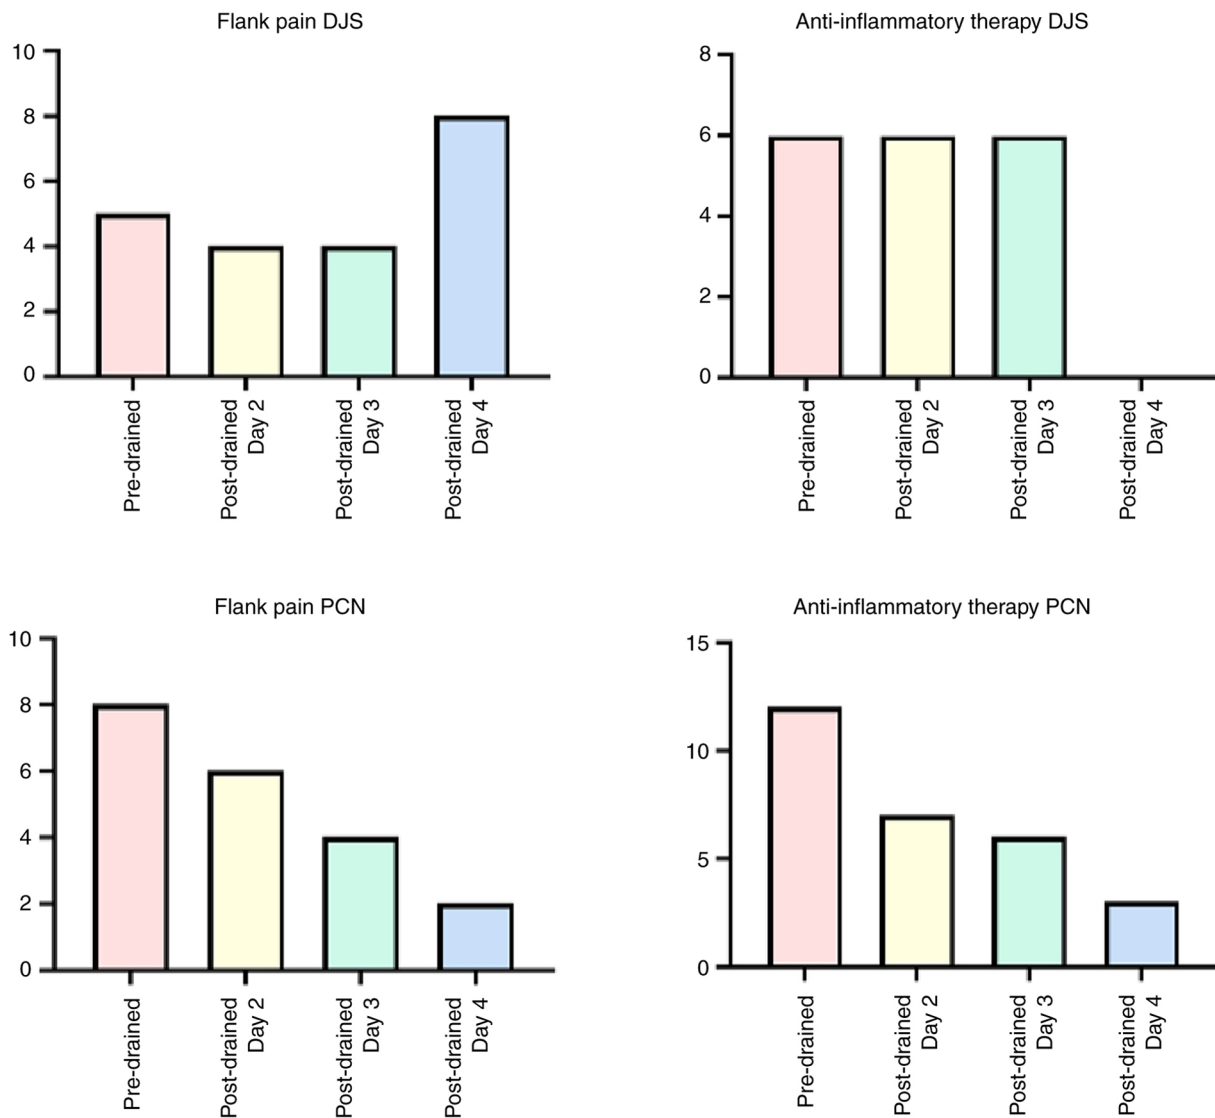 Flank pain DJS
10
8
6
4
2
0
Pre-drained
Post-drained
Day 2
Post-drained
Day 3
Post-drained
Day 4
Anti-inflammatory therapy DJS
8
6
4
2
0
Pre-drained
Post-drained
Day 2
Post-drained
Day 3
Post-drained
Day 4
Flank pain PCN
10
8
6
4
2
0
Pre-drained
Post-drained
Day 2
Post-drained
Day 3
Post-drained
Day 4
Anti-inflammatory therapy PCN
15
10
5
0
Pre-drained
Post-drained
Day 2
Post-drained
Day 3
Post-drained
Day 4